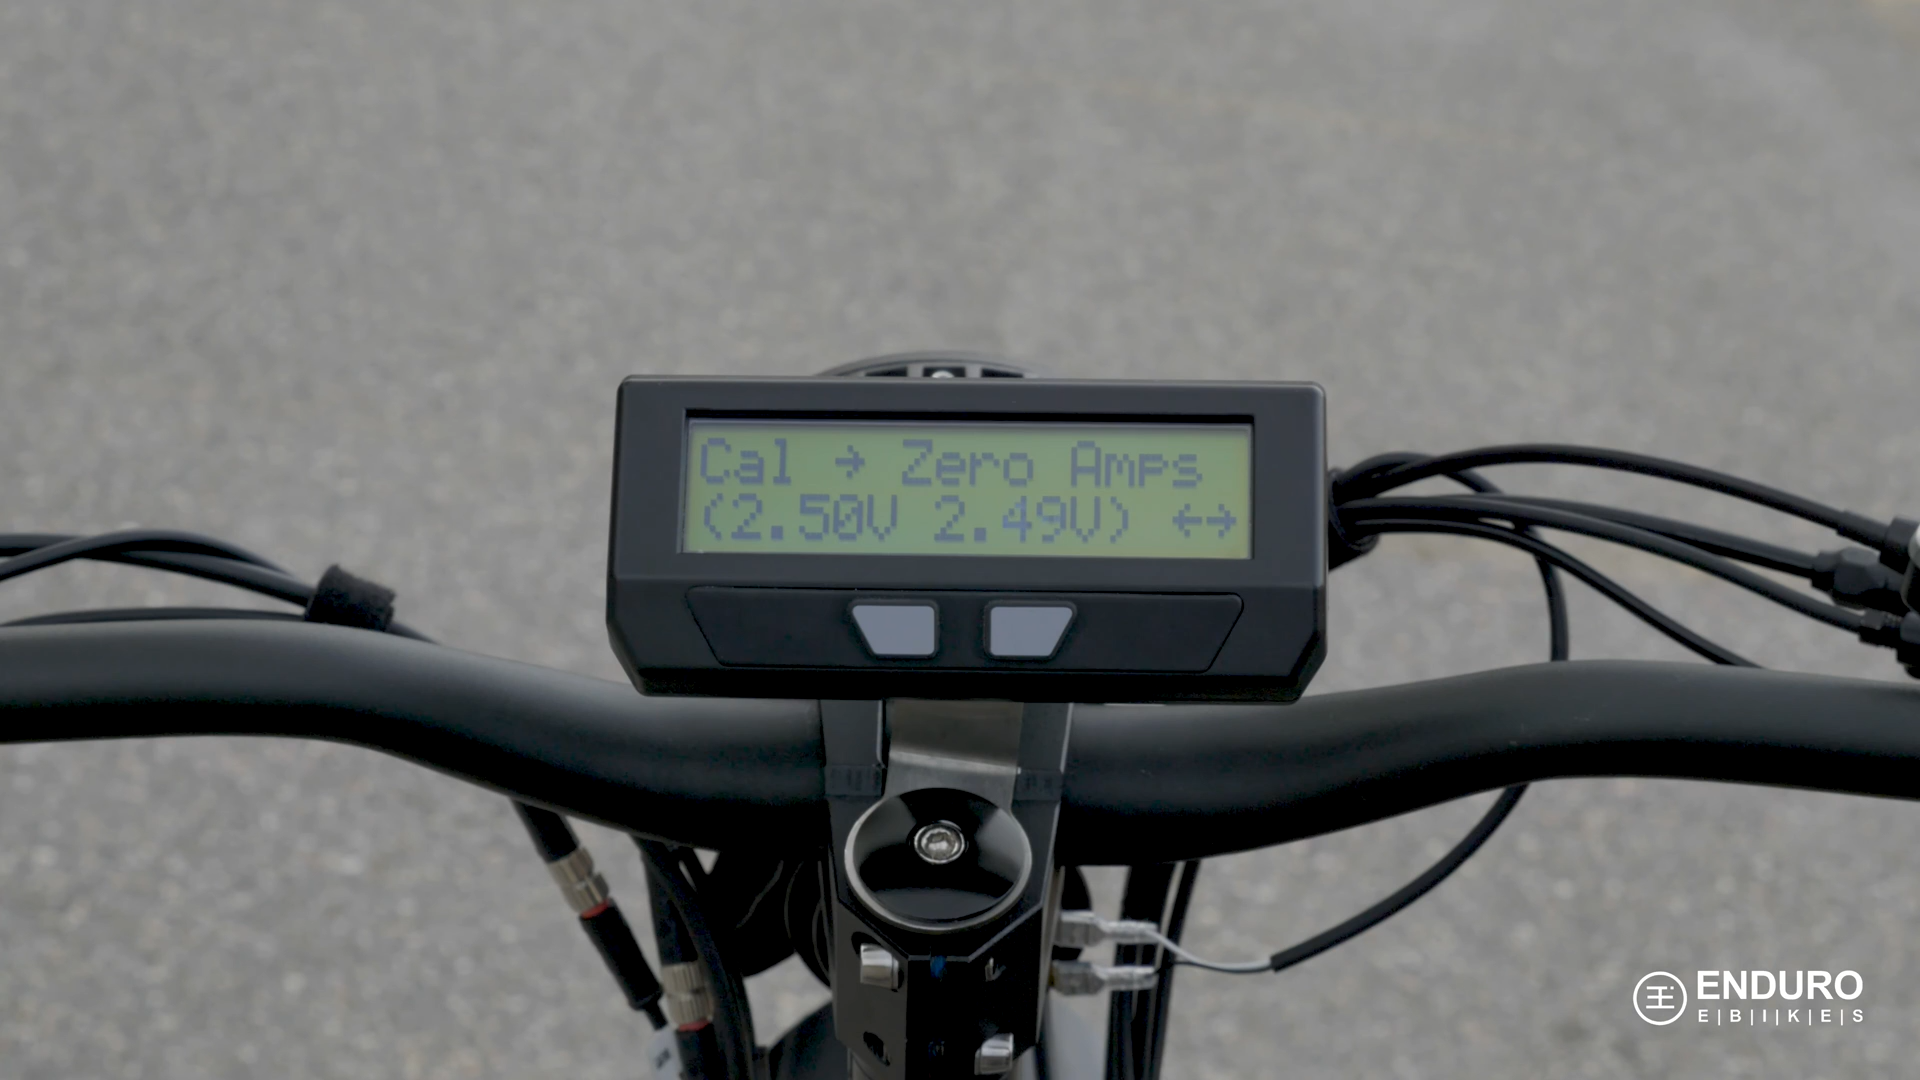 Cal → Zero Amps
(2.50V 2.49V) ←→
ENDURO
E|B|I|K|E|S